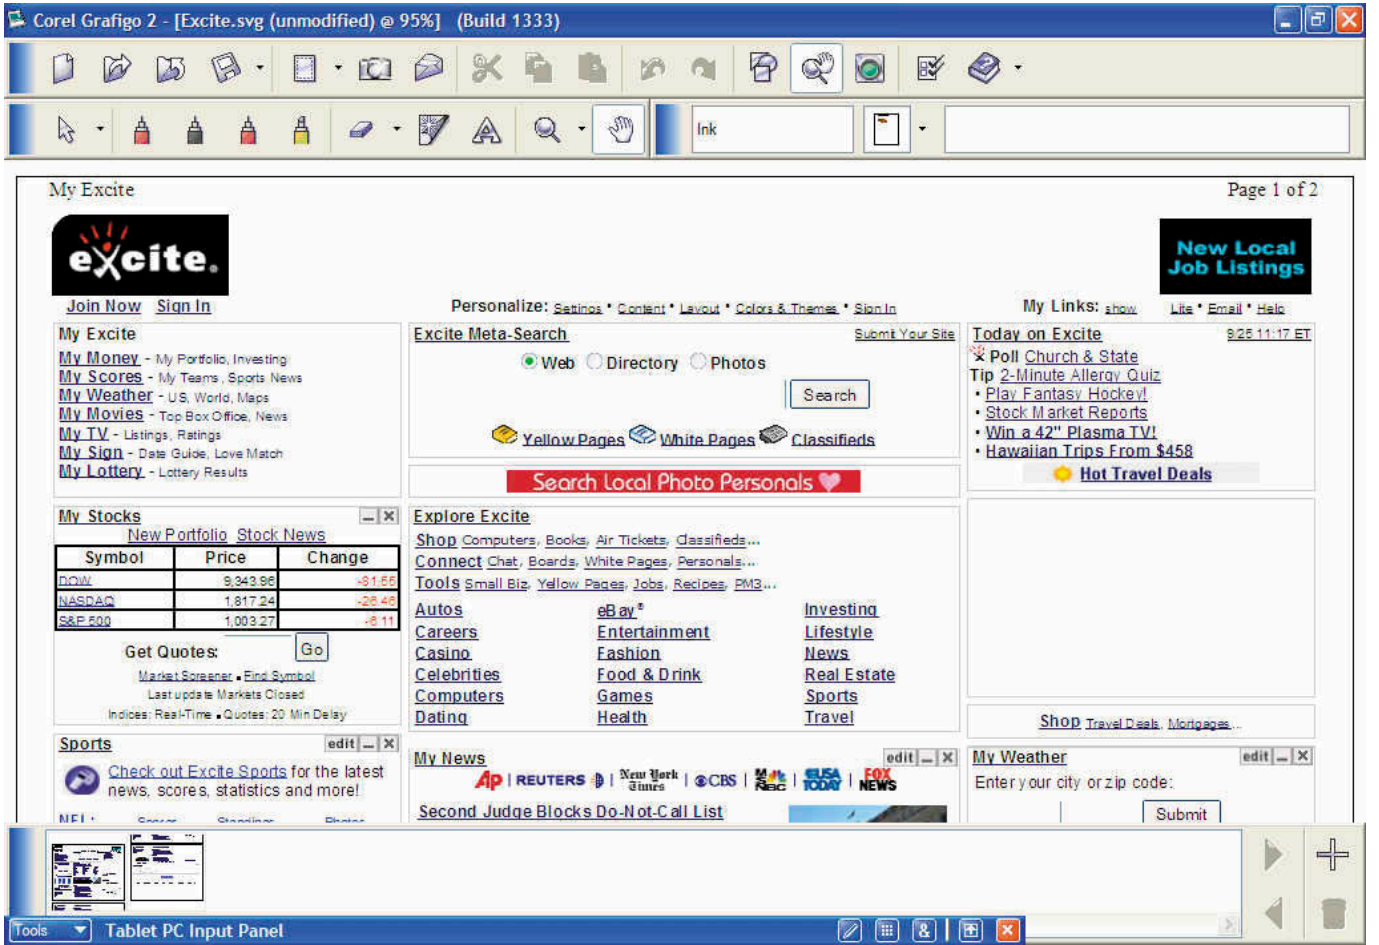 Corel Grafigo 2 - [Excite.svg (unmodified) @ 95%] (Build 1333)
Ink
My Excite
Page 1 of 2
excite.
New Local
Job Listings
Join Now Sign In
Personalize: Settings • Content • Layout • Colors & Themes • Sign In
My Links: show Lite • Email • Help
My Excite
My Money - My Portfolio, Investing
My Scores - My Teams, Sports News
My Weather - US, World, Maps
My Movies - Top Box Office, News
My TV - Listings, Ratings
My Sign - Date Guide, Love Match
My Lottery - Lottery Results
Excite Meta-Search Submit Your Site
Web Directory Photos
Search
Yellow Pages White Pages Classifieds
Search Local Photo Personals
Today on Excite 9/25 11:17 ET
Poll Church & State
Tip 2-Minute Allergy Quiz
• Play Fantasy Hockey!
• Stock Market Reports
• Win a 42" Plasma TV!
• Hawaiian Trips From $458
Hot Travel Deals
My Stocks
New Portfolio Stock News
Symbol Price Change
DOW 9,343.96 -81.55
NASDAQ 1,817.24 -26.46
S&P 500 1,003.27 -6.11
Get Quotes: Go
Market Screener • Find Symbol
Last update Markets Closed
Indices: Real-Time • Quotes: 20 Min Delay
Explore Excite
Shop Computers, Books, Air Tickets, Classifieds...
Connect Chat, Boards, White Pages, Personals...
Tools Small Biz, Yellow Pages, Jobs, Recipes, PM3...
Autos eBay® Investing
Careers Entertainment Lifestyle
Casino Fashion News
Celebrities Food & Drink Real Estate
Computers Games Sports
Dating Health Travel
Shop Travel Deals, Mortgages...
Sports edit
Check out Excite Sports for the latest
news, scores, statistics and more!
NFL: Scores Standings Photos
My News edit
AP | REUTERS | New York Times | CBS | MSNBC | USA TODAY | FOX NEWS
Second Judge Blocks Do-Not-Call List
My Weather edit
Enter your city or zip code:
Submit
Tools Tablet PC Input Panel
&